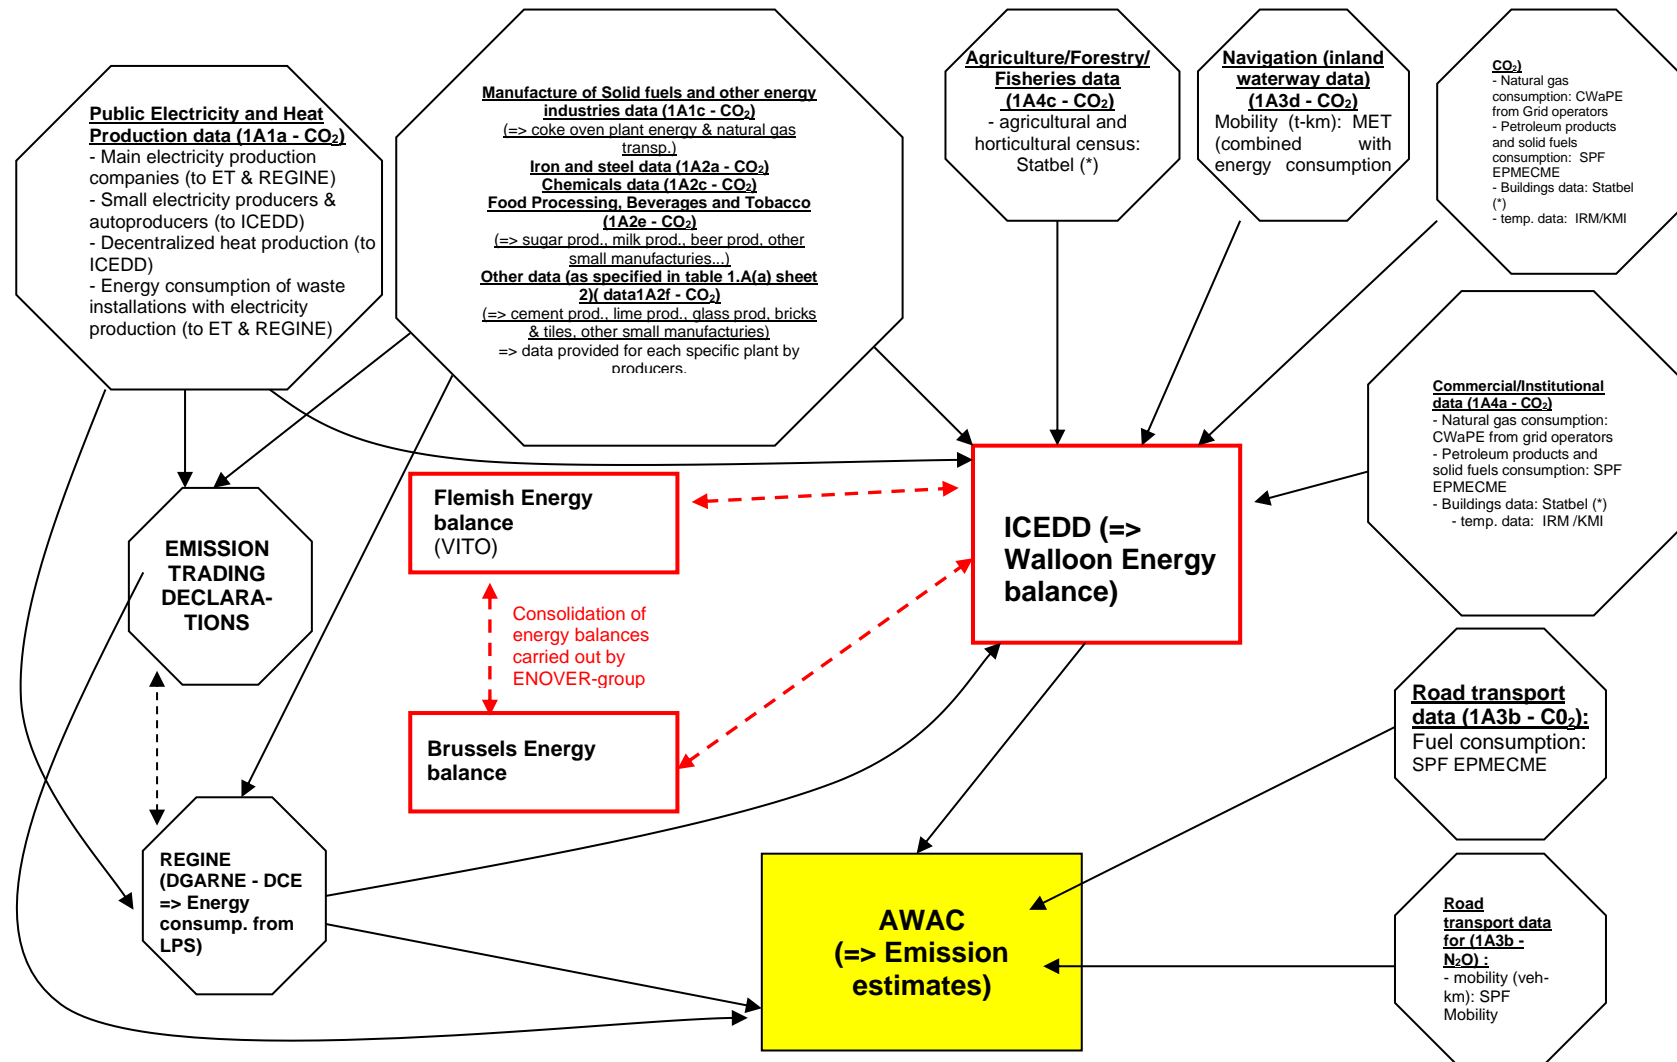 Public Electricity and Heat
Production data (1A1a - CO₂)
- Main electricity production
companies (to ET & REGINE)
- Small electricity producers &
autoproducers (to ICEDD)
- Decentralized heat production (to
ICEDD)
- Energy consumption of waste
installations with electricity
production (to ET & REGINE)
Manufacture of Solid fuels and other energy
industries data (1A1c - CO₂)
(=> coke oven plant energy & natural gas
transp.)
Iron and steel data (1A2a - CO₂)
Chemicals data (1A2c - CO₂)
Food Processing, Beverages and Tobacco
(1A2e - CO₂)
(=> sugar prod., milk prod., beer prod, other
small manufacturies...)
Other data (as specified in table 1.A(a) sheet
2)( data1A2f - CO₂)
(=> cement prod., lime prod., glass prod, bricks
& tiles, other small manufacturies)
=> data provided for each specific plant by
producers.
Agriculture/Forestry/
Fisheries data
(1A4c - CO₂)
- agricultural and
horticultural census:
Statbel (*)
Navigation (inland
waterway data)
(1A3d - CO₂)
Mobility (t-km): MET
(combined with
energy consumption
CO₂)
- Natural gas
consumption: CWaPE
from Grid operators
- Petroleum products
and solid fuels
consumption: SPF
EPMECME
- Buildings data: Statbel
(*)
- temp. data: IRM/KMI
Commercial/Institutional
data (1A4a - CO₂)
- Natural gas consumption:
CWaPE from grid operators
- Petroleum products and
solid fuels consumption: SPF
EPMECME
- Buildings data: Statbel (*)
- temp. data: IRM /KMI
EMISSION
TRADING
DECLARA-
TIONS
Flemish Energy
balance
(VITO)
Consolidation of
energy balances
carried out by
ENOVER-group
Brussels Energy
balance
ICEDD (=>
Walloon Energy
balance)
Road transport
data (1A3b - C0₂):
Fuel consumption:
SPF EPMECME
REGINE
(DGARNE - DCE
=> Energy
consump. from
LPS)
AWAC
(=> Emission
estimates)
Road
transport data
for (1A3b -
N₂O) :
- mobility (veh-
km): SPF
Mobility